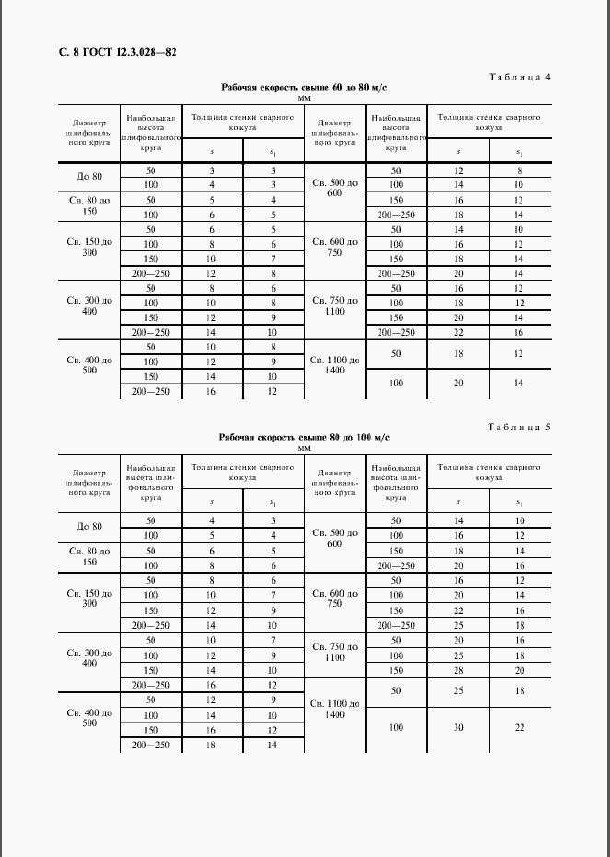 С. 8 ГОСТ 12.3.028—82
Таблица 4
Рабочая скорость свыше 60 до 80 м/с
мм
Диаметр шлифоваль-ного круга | Наибольшая высота шлифовального круга | Толщина стенки сварного кожуха | Диаметр шлифоваль-ного круга | Наибольшая высота шлифовального круга | Толщина стенки сварного кожуха
s | s₁ | s | s₁
До 80 | 50 | 3 | 3 | Св. 500 до 600 | 50 | 12 | 8
100 | 4 | 3 | 100 | 14 | 10
Св. 80 до 150 | 50 | 5 | 4 | 150 | 16 | 12
100 | 6 | 5 | 200—250 | 18 | 14
Св. 150 до 300 | 50 | 6 | 5 | Св. 600 до 750 | 50 | 14 | 10
100 | 8 | 6 | 100 | 16 | 12
150 | 10 | 7 | 150 | 18 | 14
200—250 | 12 | 8 | 200—250 | 20 | 14
Св. 300 до 400 | 50 | 8 | 6 | Св. 750 до 1100 | 50 | 16 | 12
100 | 10 | 8 | 100 | 18 | 12
150 | 12 | 9 | 150 | 20 | 14
200—250 | 14 | 10 | 200—250 | 22 | 16
Св. 400 до 500 | 50 | 10 | 8 | Св. 1100 до 1400 | 50 | 18 | 12
100 | 12 | 9
150 | 14 | 10 | 100 | 20 | 14
200—250 | 16 | 12
Таблица 5
Рабочая скорость свыше 80 до 100 м/с
мм
Диаметр шлифоваль-ного круга | Наибольшая высота шли-фовального круга | Толщина стенки сварного кожуха | Диаметр шлифоваль-ного круга | Наибольшая высота шли-фовального круга | Толщина стенки сварного кожуха
s | s₁ | s | s₁
До 80 | 50 | 4 | 3 | Св. 500 до 600 | 50 | 14 | 10
100 | 5 | 4 | 100 | 16 | 12
Св. 80 до 150 | 50 | 6 | 5 | 150 | 18 | 14
100 | 8 | 6 | 200—250 | 20 | 16
Св. 150 до 300 | 50 | 8 | 6 | Св. 600 до 750 | 50 | 16 | 12
100 | 10 | 7 | 100 | 20 | 14
150 | 12 | 9 | 150 | 22 | 16
200—250 | 14 | 10 | 200—250 | 25 | 18
Св. 300 до 400 | 50 | 10 | 7 | Св. 750 до 1100 | 50 | 20 | 16
100 | 12 | 9 | 100 | 25 | 18
150 | 14 | 10 | 150 | 28 | 20
200—250 | 16 | 12 | Св. 1100 до 1400 | 50 | 25 | 18
Св. 400 до 500 | 50 | 12 | 9
100 | 14 | 10 | 100 | 30 | 22
150 | 16 | 12
200—250 | 18 | 14